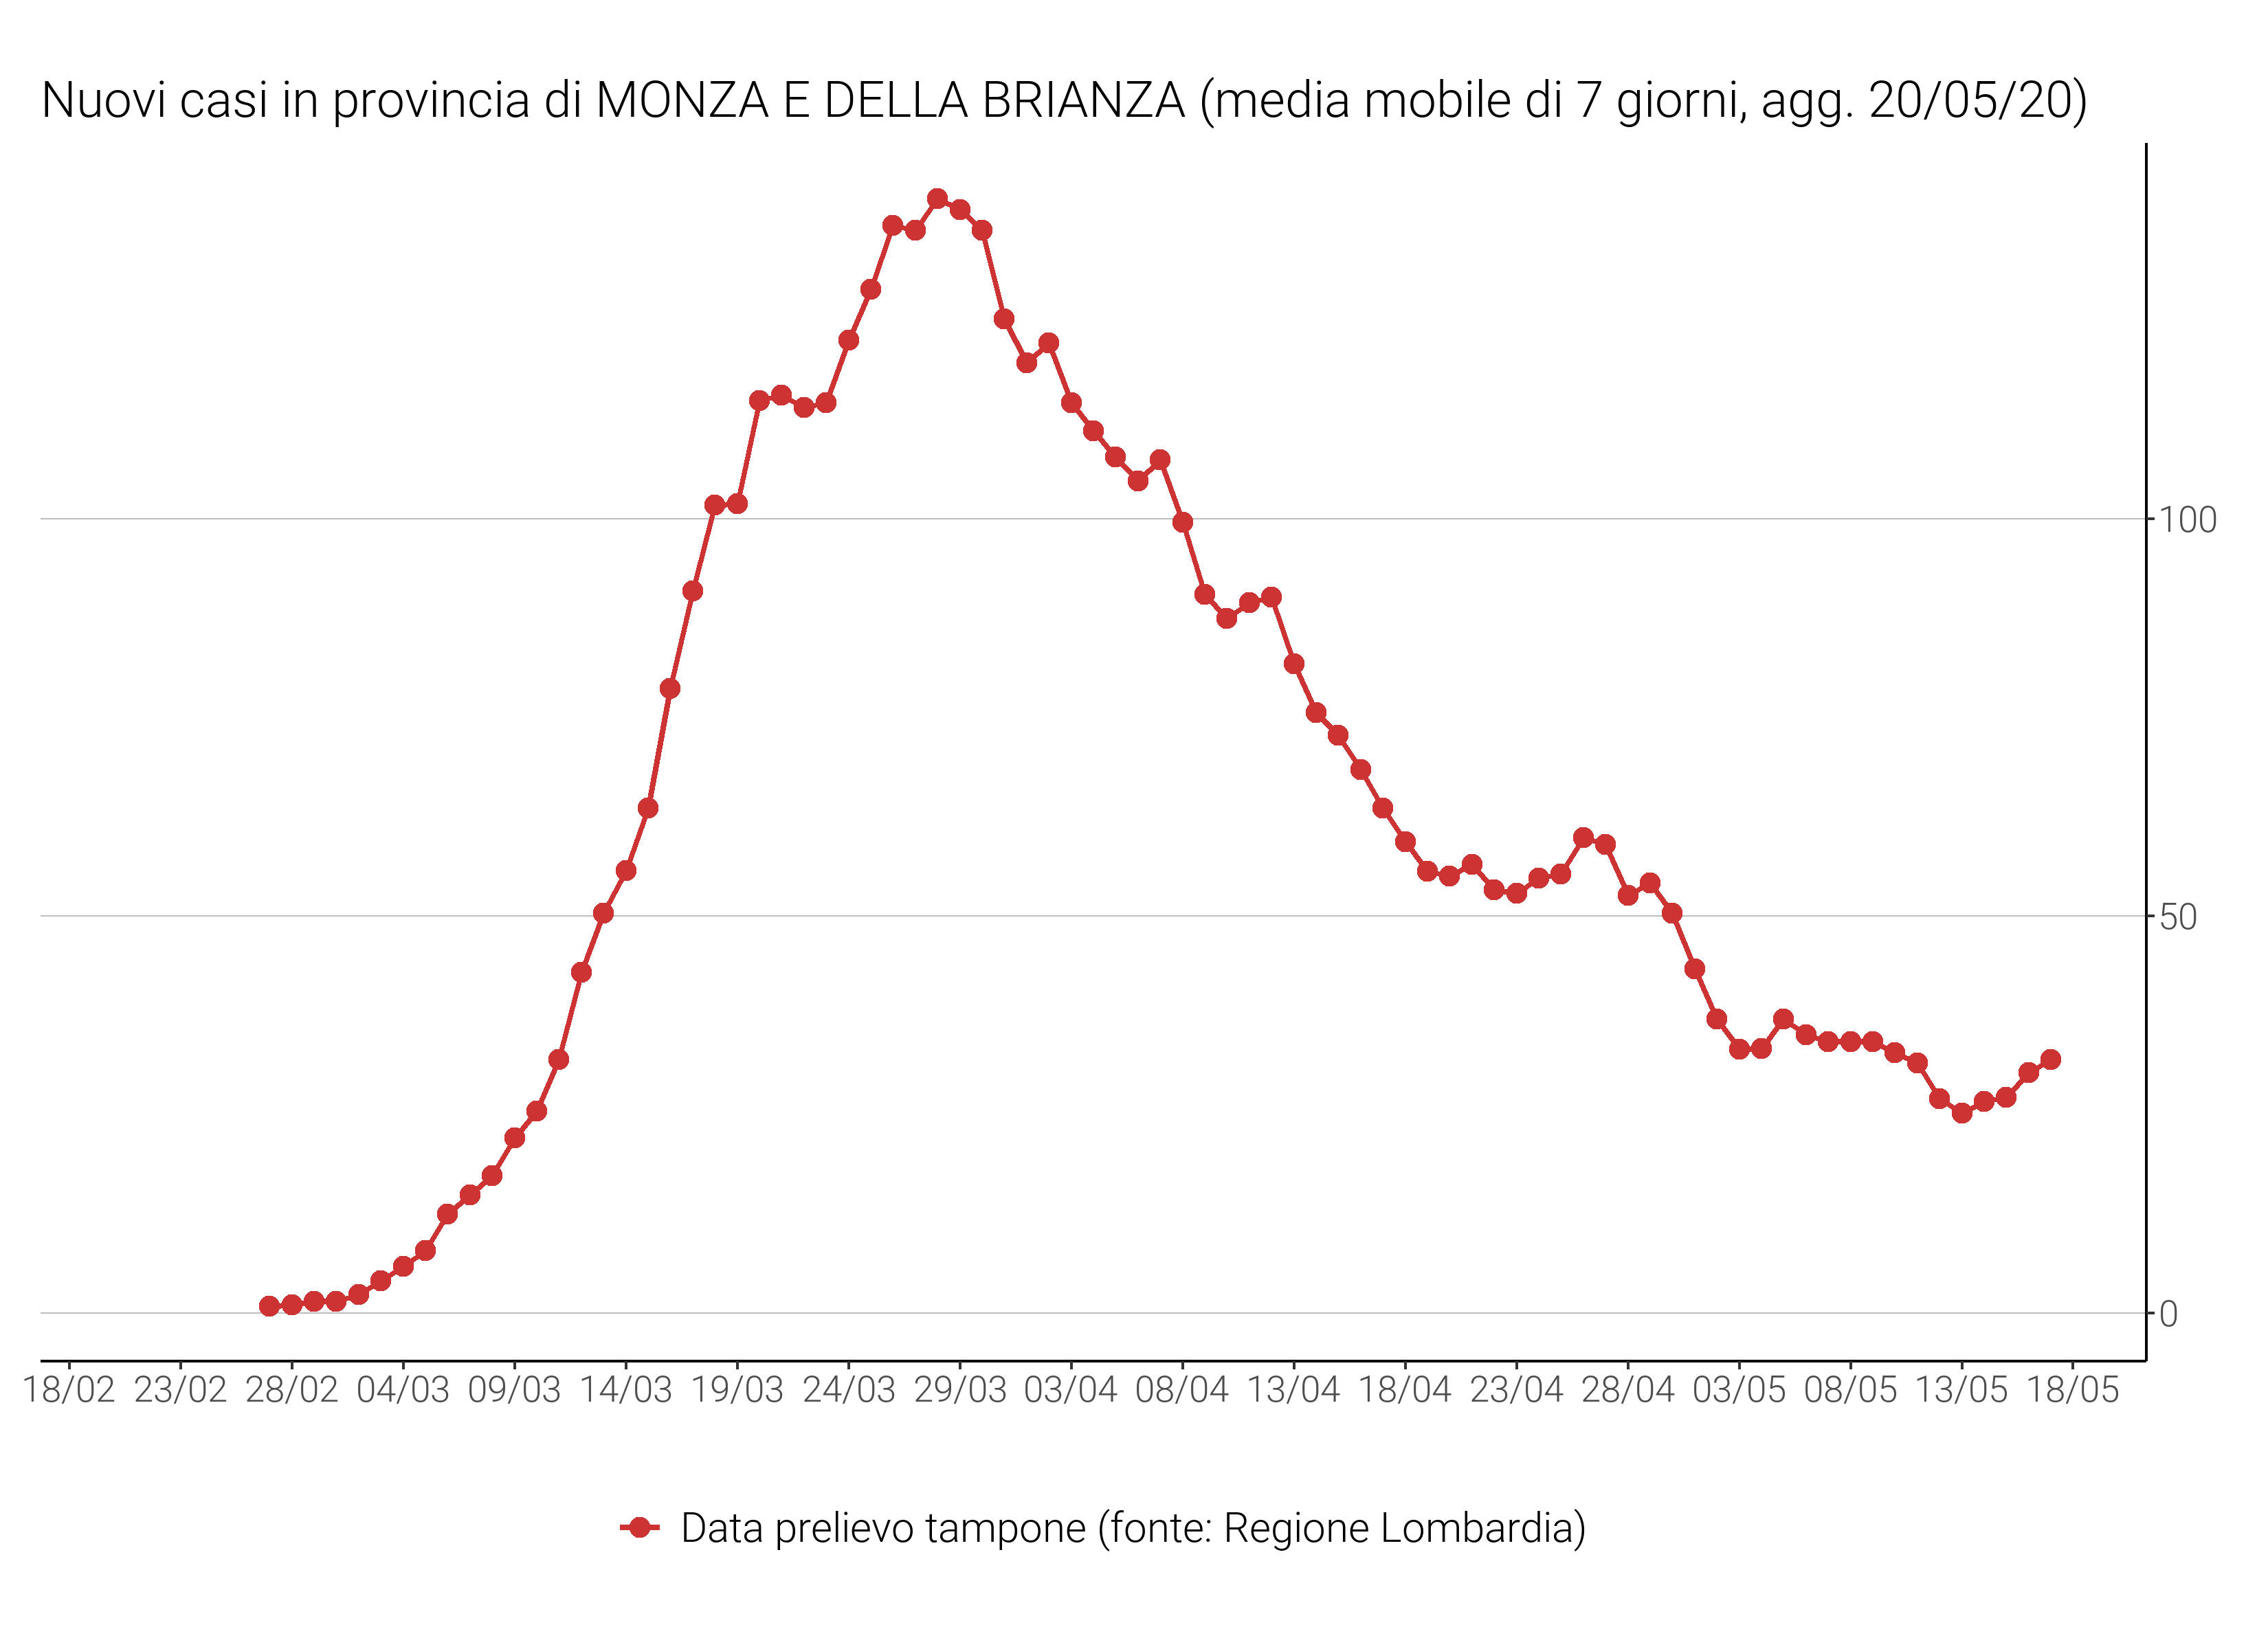 Nuovi casi in provincia di MONZA E DELLA BRIANZA (media mobile di 7 giorni, agg. 20/05/20)
100
50
0
18/02 23/02 28/02 04/03 09/03 14/03 19/03 24/03 29/03 03/04 08/04 13/04 18/04 23/04 28/04 03/05 08/05 13/05 18/05
Data prelievo tampone (fonte: Regione Lombardia)